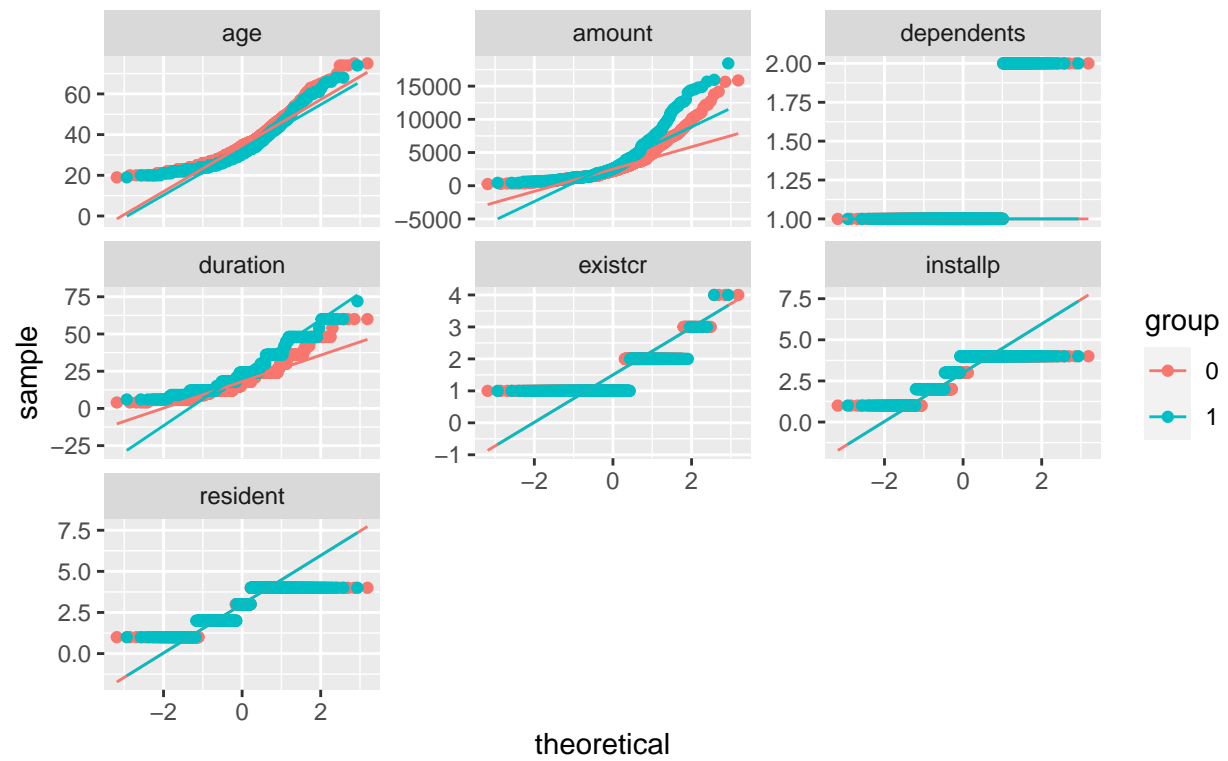 age
amount
dependents
60
40
20
0
15000
10000
5000
0
−5000
2.00
1.75
1.50
1.25
1.00
duration
existcr
installp
75
50
25
0
−25
4
3
2
1
0
−1
7.5
5.0
2.5
0.0
−2 0 2
−2 0 2
resident
7.5
5.0
2.5
0.0
−2 0 2
sample
theoretical
group
0
1